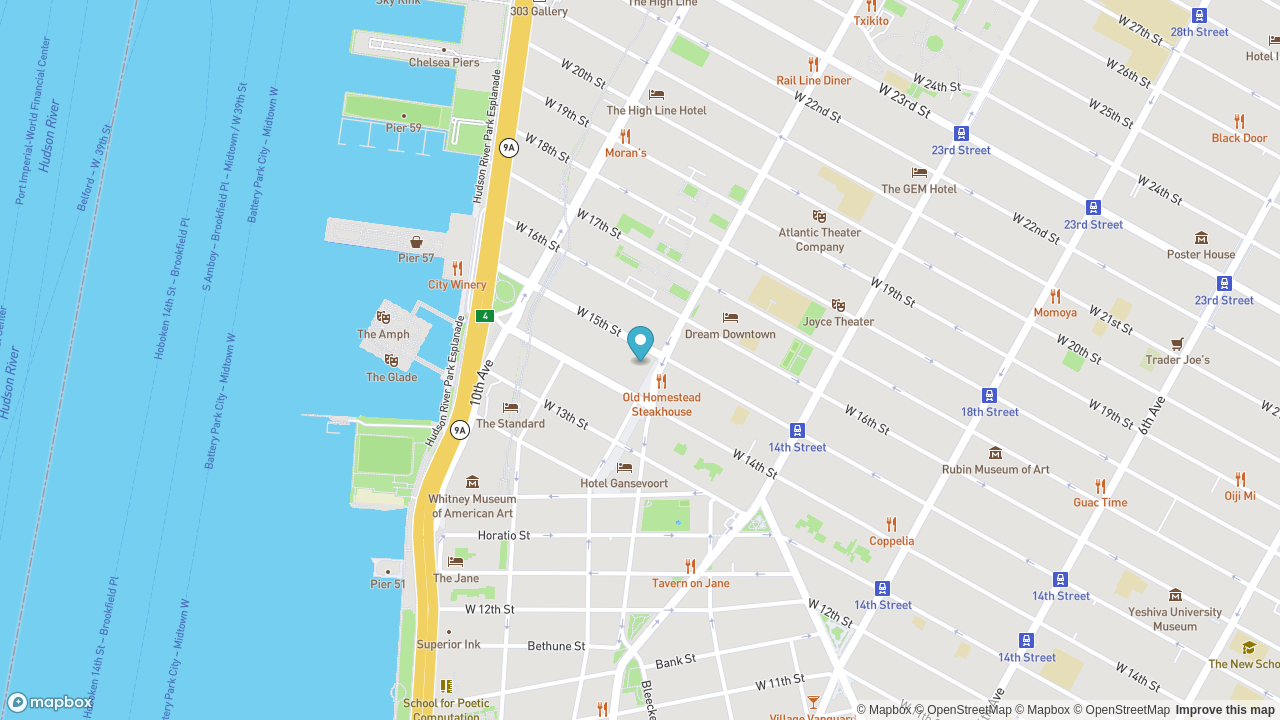 Sky Rink
303 Gallery
The High Line
Txikito
28th Street
W 27th St
Hotel I
Chelsea Piers
Rail Line Diner
W 26th St
W 20th St
W 24th St
W 23rd St
W 25th St
Port Imperial–World Financial Center
Hudson River
S Amboy – Brookfield Pl – Midtown / W 39th St
Battery Park City – Midtown W
Hudson River Park Esplanade
Pier 59
W 19th St
The High Line Hotel
W 22nd St
Belford – W. 39th St
9A
W 18th St
Moran's
23rd Street
Black Door
The GEM Hotel
W 24th St
23rd Street
W 17th St
Atlantic Theater
Company
W 22nd St
Pier 57
W 16th St
Poster House
City Winery
W 19th St
23rd Street
Hoboken 14th St – Brookfield Pl
4
W 15th St
Joyce Theater
Momoya
W 21st St
The Amph
Dream Downtown
W 20th St
Trader Joe's
The Glade
Hudson River
Battery Park City – Midtown W
Hudson River Park Esplanade
10th Ave
Old Homestead
Steakhouse
18th Street
W 19th St
6th Ave
W 13th St
The Standard
W 16th St
9A
14th Street
W 14th St
Rubin Museum of Art
Hotel Gansevoort
Whitney Museum
of American Art
Guac Time
Oiji Mi
Horatio St
Coppelia
Pier 51
The Jane
Tavern on Jane
14th Street
14th Street
W 12th St
W 12th St
Yeshiva University
Museum
Hoboken 14th St – Brookfield Pl
Battery Park City – Midtown W
Superior Ink
Bethune St
Bank St
14th Street
The New Scho
W 14th St
W 11th St
Bleecke
School for Poetic
Computation
Village Vanguard
mapbox
© Mapbox © OpenStreetMap © Mapbox © OpenStreetMap Improve this map